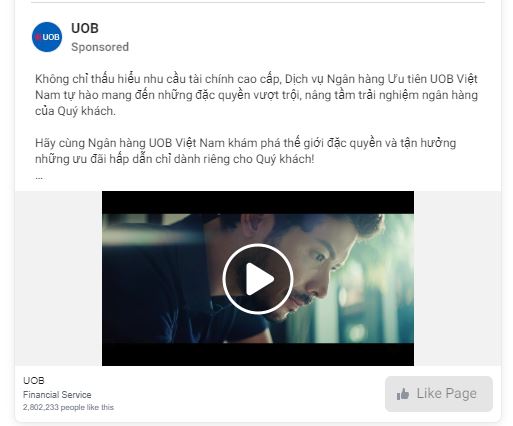 UOB
UOB
Sponsored
Không chỉ thấu hiểu nhu cầu tài chính cao cấp, Dịch vụ Ngân hàng Ưu tiên UOB Việt
Nam tự hào mang đến những đặc quyền vượt trội, nâng tầm trải nghiệm ngân hàng
của Quý khách.
Hãy cùng Ngân hàng UOB Việt Nam khám phá thế giới đặc quyền và tận hưởng
những ưu đãi hấp dẫn chỉ dành riêng cho Quý khách!
...
UOB
Financial Service
2,802,233 people like this
Like Page